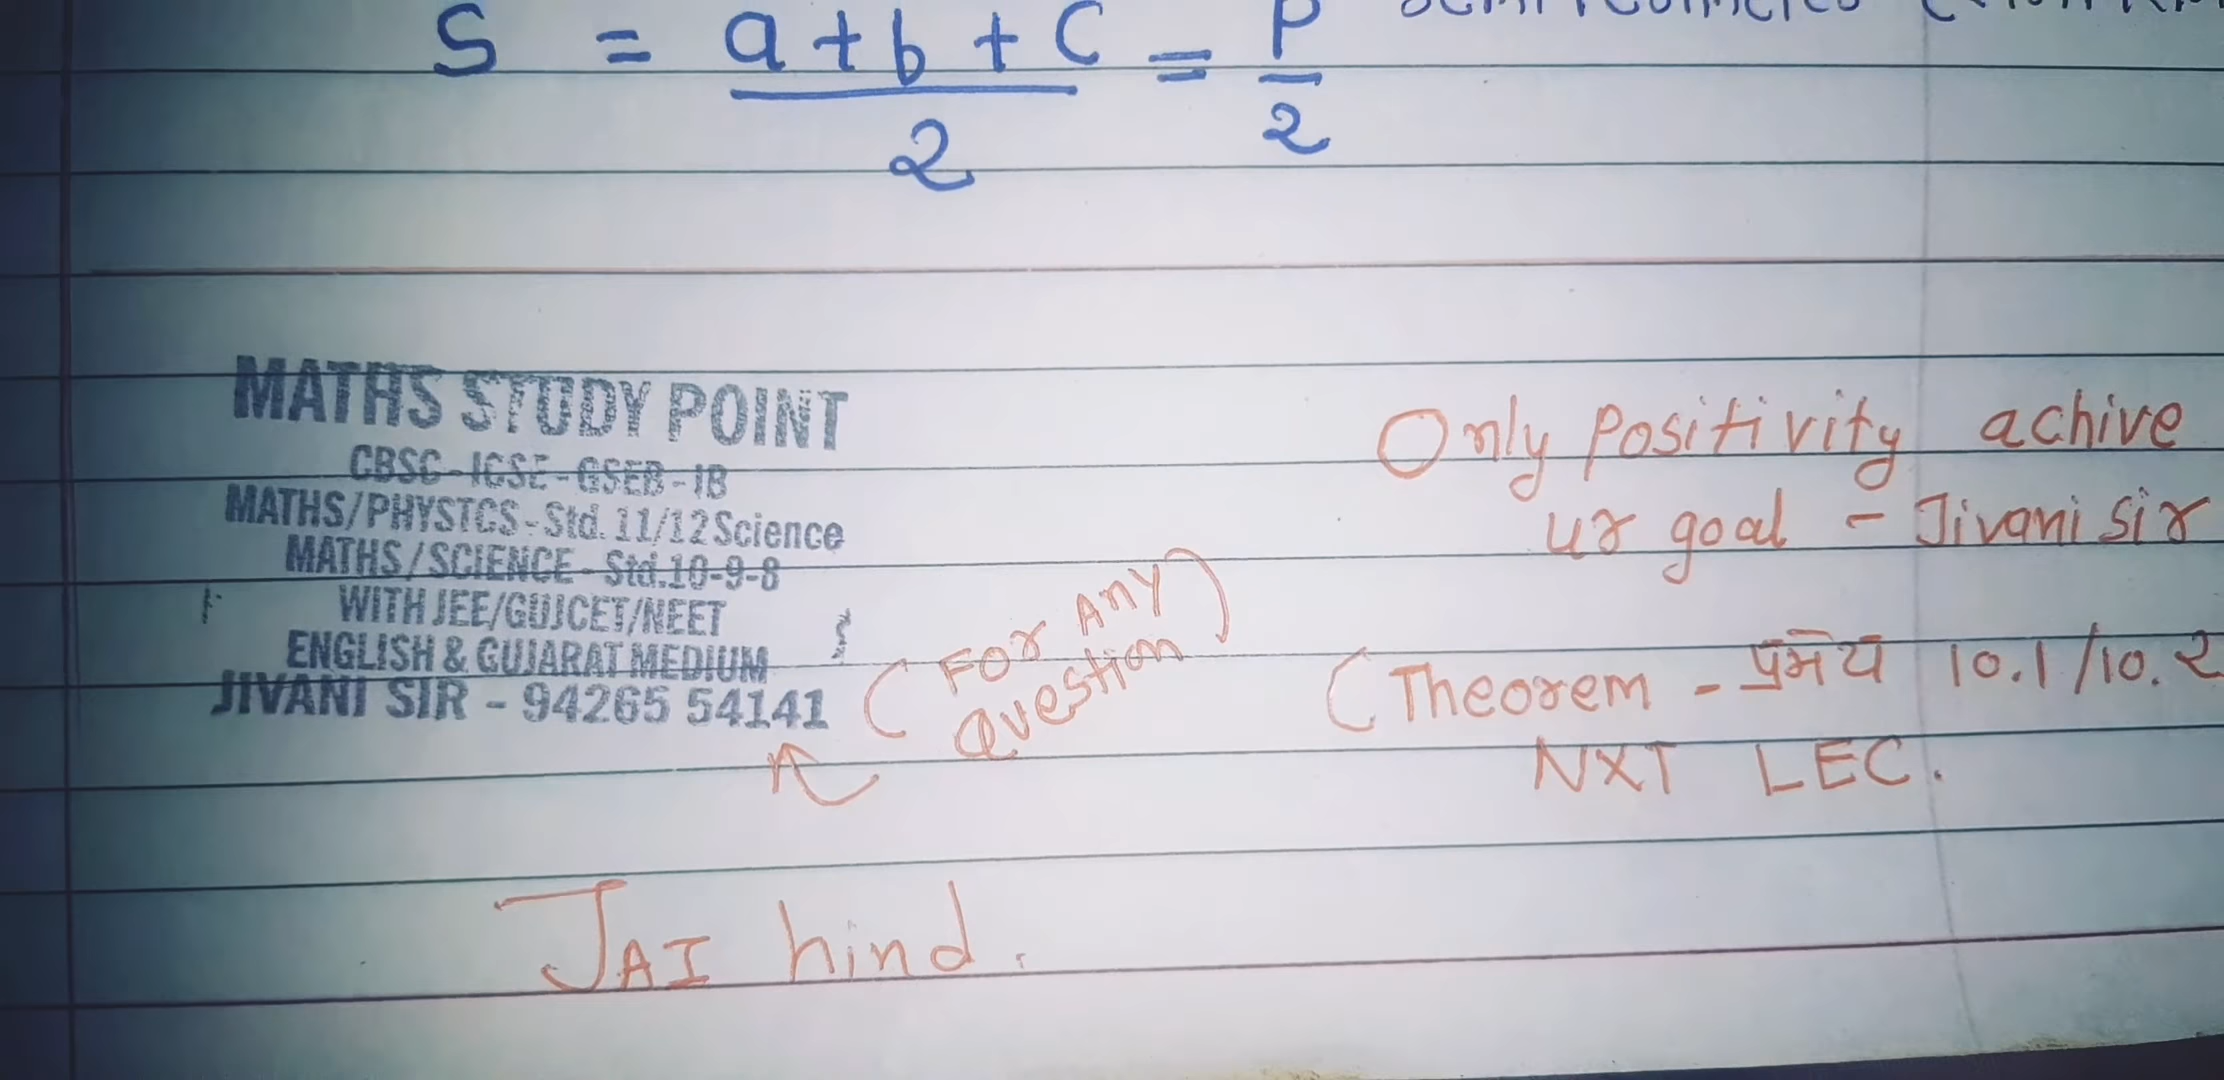 S = a+b+c/2 = P/2
MATHS STUDY POINT
CBSC-ICSE-GSEB-IB
MATHS/PHYSTCS-Std. 11/12 Science
MATHS/SCIENCE-Std.10-9-8
WITH JEE/GUJCET/NEET
ENGLISH & GUJARAT MEDIUM
JIVANI SIR - 94265 54141
(FOr ANY
Question)
Only Positivity achive
ur goal - Jivani sir
(Theorem - प्रमेय 10.1/10.2
NXT LEC.
JAI hind.